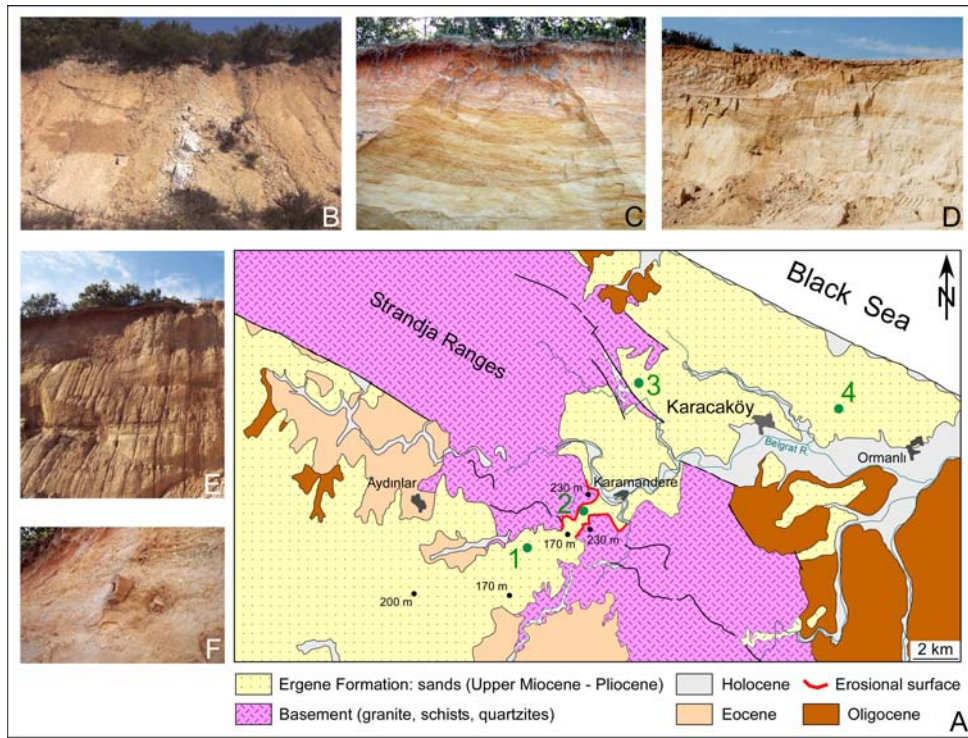 B
C
D
E
F
Black Sea
N
Strandja Ranges
3
4
Karacaköy
Belgrat R.
Ormanlı
Aydınlar
230 m
Karamandere
2
170 m
230 m
1
200 m
170 m
2 km
Ergene Formation: sands (Upper Miocene - Pliocene)
Holocene
Erosional surface
Basement (granite, schists, quartzites)
Eocene
Oligocene
A